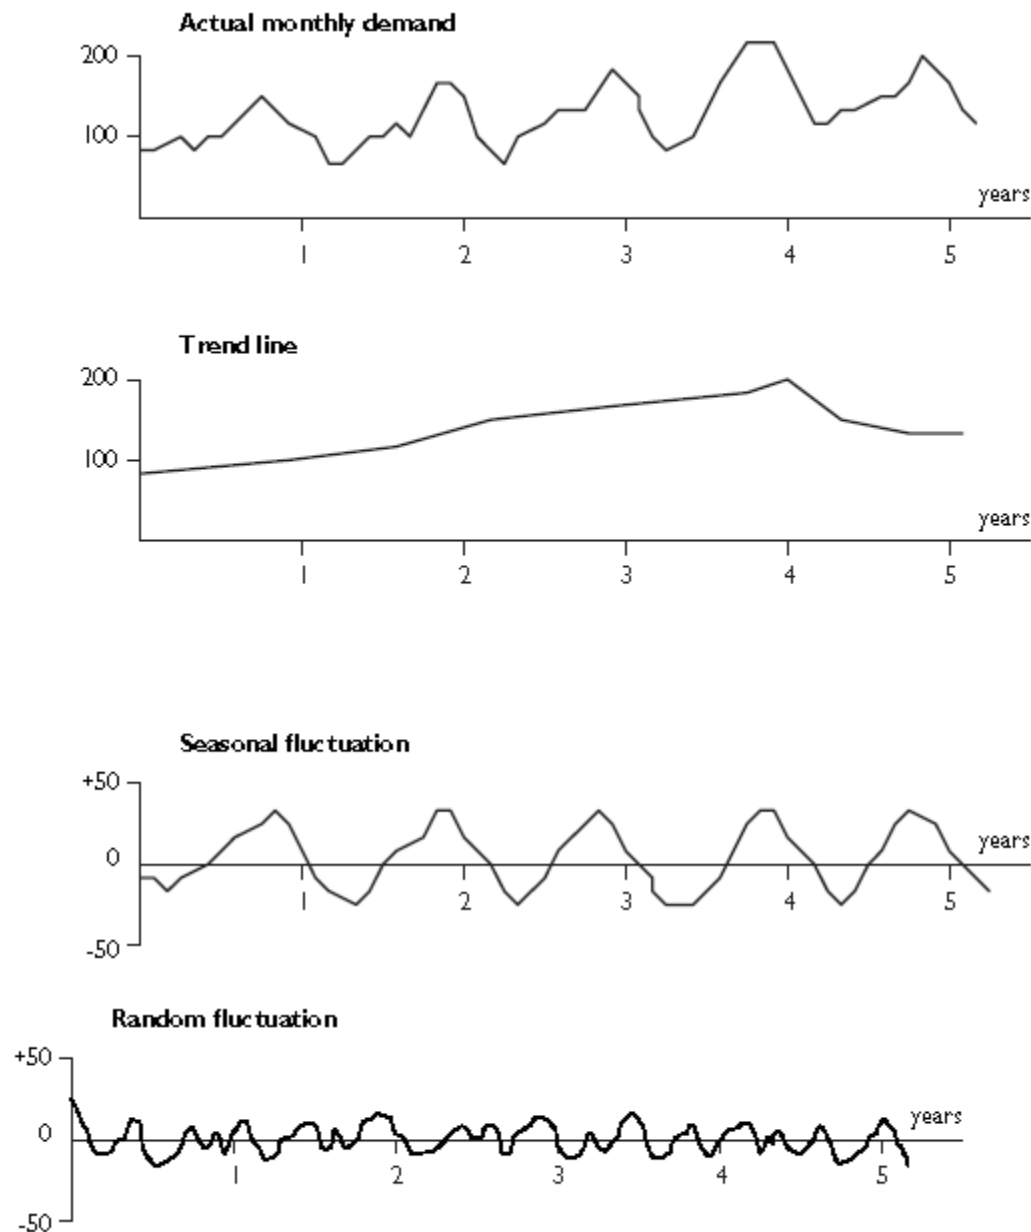 Actual monthly demand
200
100
years
1 2 3 4 5
Trend line
200
100
years
1 2 3 4 5
Seasonal fluctuation
+50
0
years
1 2 3 4 5
-50
Random fluctuation
+50
0
years
1 2 3 4 5
-50